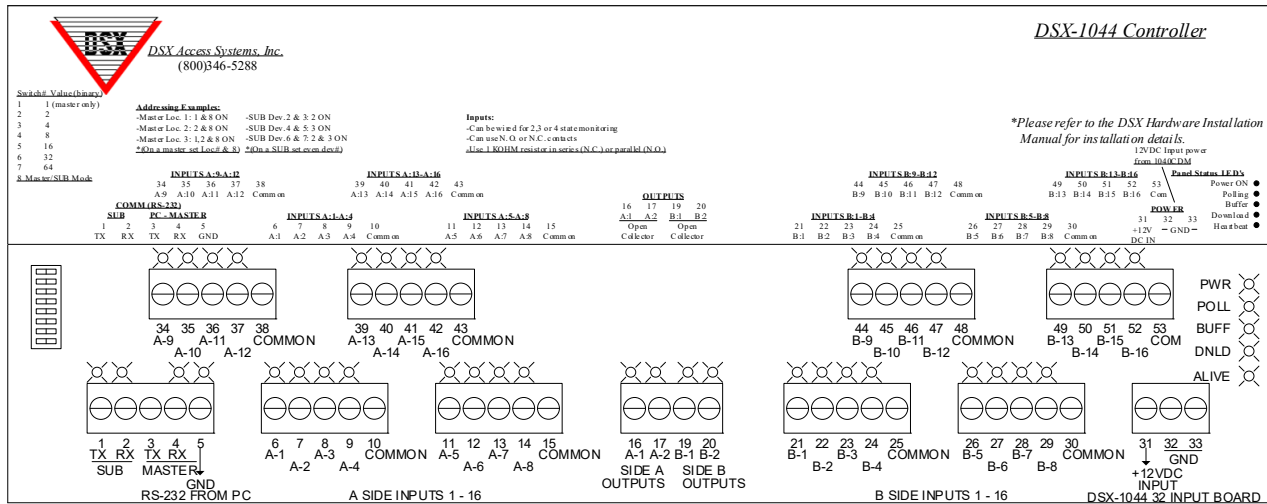 DSX
DSX Access Systems, Inc.
(800)346-5288
DSX-1044 Controller
Switch# Value(binary)
1 1 (master only)
2 2
3 4
4 8
5 16
6 32
7 64
8 Master/SUB Mode
Addressing Examples:
-Master Loc. 1: 1 & 8 ON -SUB Dev.2 & 3: 2 ON
-Master Loc. 2: 2 & 8 ON -SUB Dev.4 & 5: 3 ON
-Master Loc. 3: 1,2 & 8 ON -SUB Dev.6 & 7: 2 & 3 ON
*(On a master set Loc.# & 8) *(On a SUB set even dev#)
Inputs:
-Can be wired for 2,3 or 4 state monitoring
-Can use N.O. or N.C. contacts
-Use 1 KOHM resistor in series (N.C.) or parallel (N.O.)
*Please refer to the DSX Hardware Installation
Manual for installation details.
12VDC Input power
from 1040CDM
Panel Status LED's
Power ON
Polling
Buffer
Download
Heartbeat
INPUTS A:9-A:12
34 35 36 37 38
A:9 A:10 A:11 A:12 Common
INPUTS A:13-A:16
39 40 41 42 43
A:13 A:14 A:15 A:16 Common
INPUTS B:9-B:12
44 45 46 47 48
B:9 B:10 B:11 B:12 Common
INPUTS B:13-B:16
49 50 51 52 53
B:13 B:14 B:15 B:16 Com
COMM (RS-232)
SUB PC - MASTER
1 2 3 4 5
TX RX TX RX GND
INPUTS A:1-A:4
6 7 8 9 10
A:1 A:2 A:3 A:4 Common
INPUTS A:5-A:8
11 12 13 14 15
A:5 A:6 A:7 A:8 Common
OUTPUTS
16 17 19 20
A:1 A:2 B:1 B:2
Open Open
Collector Collector
INPUTS B:1-B:4
21 22 23 24 25
B:1 B:2 B:3 B:4 Common
INPUTS B:5-B:8
26 27 28 29 30
B:5 B:6 B:7 B:8 Common
POWER
31 32 33
+12V - GND -
DC IN
34 35 36 37 38
A-9 A-11 COMMON
A-10 A-12
39 40 41 42 43
A-13 A-15 COMMON
A-14 A-16
44 45 46 47 48
B-9 B-11 COMMON
B-10 B-12
49 50 51 52 53
B-13 B-15 COM
B-14 B-16
PWR
POLL
BUFF
DNLD
ALIVE
1 2 3 4 5
TX RX TX RX
SUB MASTER
GND
RS-232 FROM PC
6 7 8 9 10
A-1 A-3 COMMON
A-2 A-4
11 12 13 14 15
A-5 A-7 COMMON
A-6 A-8
A SIDE INPUTS 1 - 16
16 17 19 20
A-1 A-2 B-1 B-2
SIDE A SIDE B
OUTPUTS OUTPUTS
21 22 23 24 25
B-1 B-3 COMMON
B-2 B-4
26 27 28 29 30
B-5 B-7 COMMON
B-6 B-8
B SIDE INPUTS 1 - 16
31 32 33
GND
+12VDC
INPUT
DSX-1044 32 INPUT BOARD